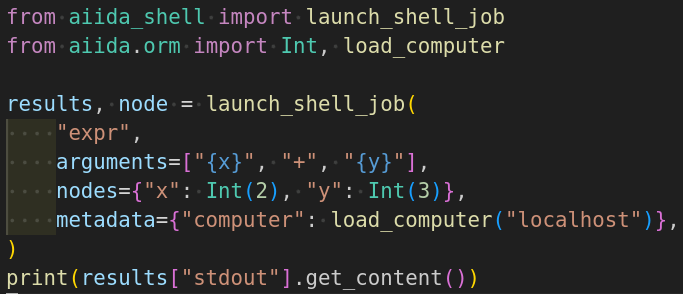 from aiida_shell import launch_shell_job
from aiida.orm import Int, load_computer

results, node = launch_shell_job(
    "expr",
    arguments=["{x}", "+", "{y}"],
    nodes={"x": Int(2), "y": Int(3)},
    metadata={"computer": load_computer("localhost")},
)
print(results["stdout"].get_content())